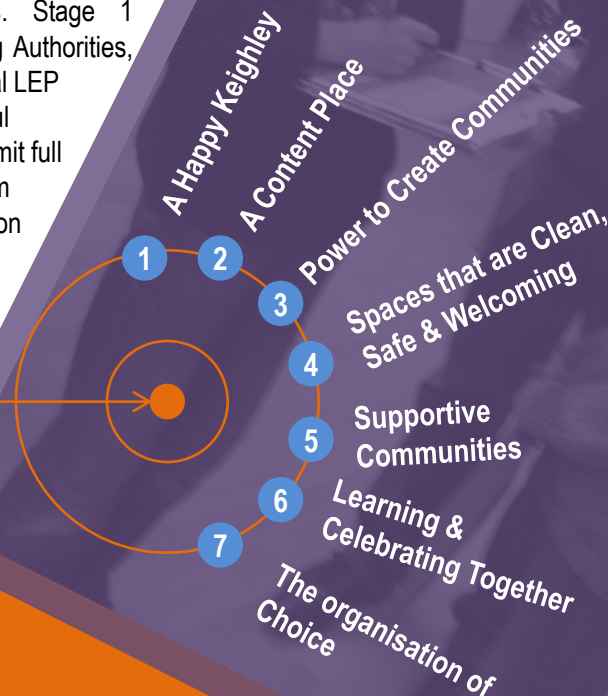 . Stage 1
Authorities,
al LEP
mit full
on
1
A Happy Keighley
2
A Content Place
3
Power to Create Communities
4
Spaces that are Clean,
Safe & Welcoming
5
Supportive
Communities
6
Learning &
Celebrating Together
7
The organisation of
Choice